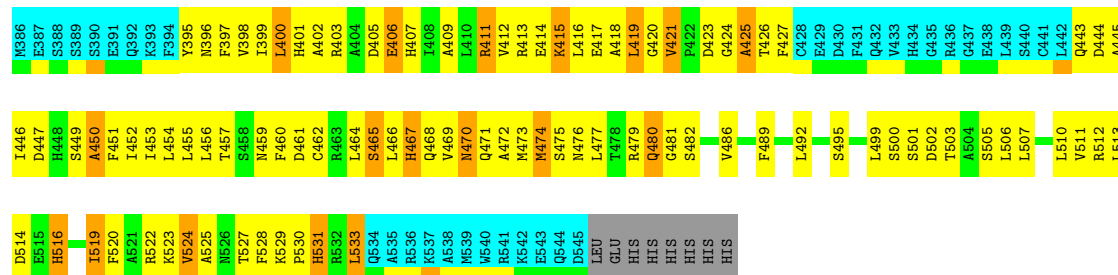 M386 E387 S388 S389 S390 E391 Q392 K393 F394 Y395 N396 F397 V398 I399 L400 H401 A402 R403 A404 D405 E406 H407 I408 A409 L410 R411 V412 R413 E414 K415 L416 E417 A418 L419 G420 V421 P422 D423 G424 A425 T426 F427 C428 E429 D430 F431 Q432 V433 H434 G435 R436 G437 E438 L439 S440 C441 L442 Q443 D444 A445
I446 D447 H448 S449 A450 F451 I452 I453 L454 L455 L456 T457 S458 N459 F460 D461 C462 R463 L464 S465 L466 H467 Q468 V469 N470 Q471 A472 M473 M474 S475 N476 L477 T478 R479 Q480 G481 S482 V486 F489 L492 S495 L499 S500 S501 D502 T503 A504 S505 L506 L507 L510 V511 R512 L513
D514 E515 H516 I519 F520 A521 R522 K523 V524 A525 N526 T527 F528 K529 P530 H531 R532 L533 Q534 A535 R536 K537 A538 M539 W540 R541 K542 E543 Q544 D545 LEU GLU HIS HIS HIS HIS HIS HIS